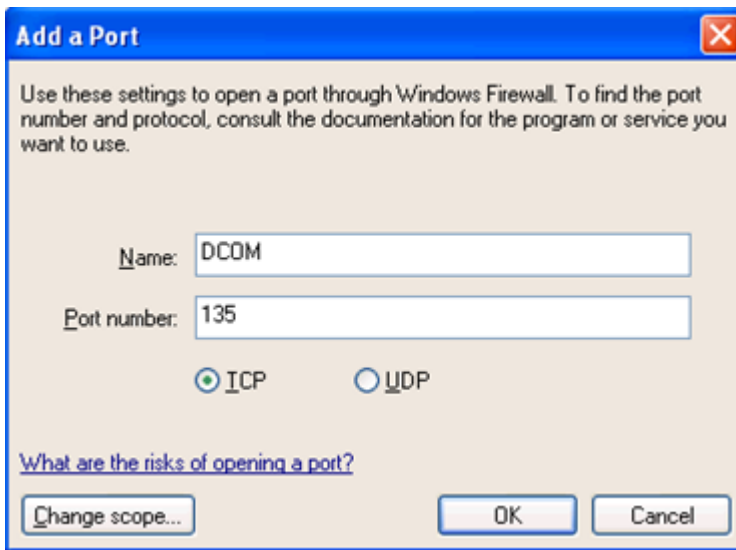 Add a Port
Use these settings to open a port through Windows Firewall. To find the port
number and protocol, consult the documentation for the program or service you
want to use.
Name: DCOM
Port number: 135
TCP UDP
What are the risks of opening a port?
Change scope... OK Cancel